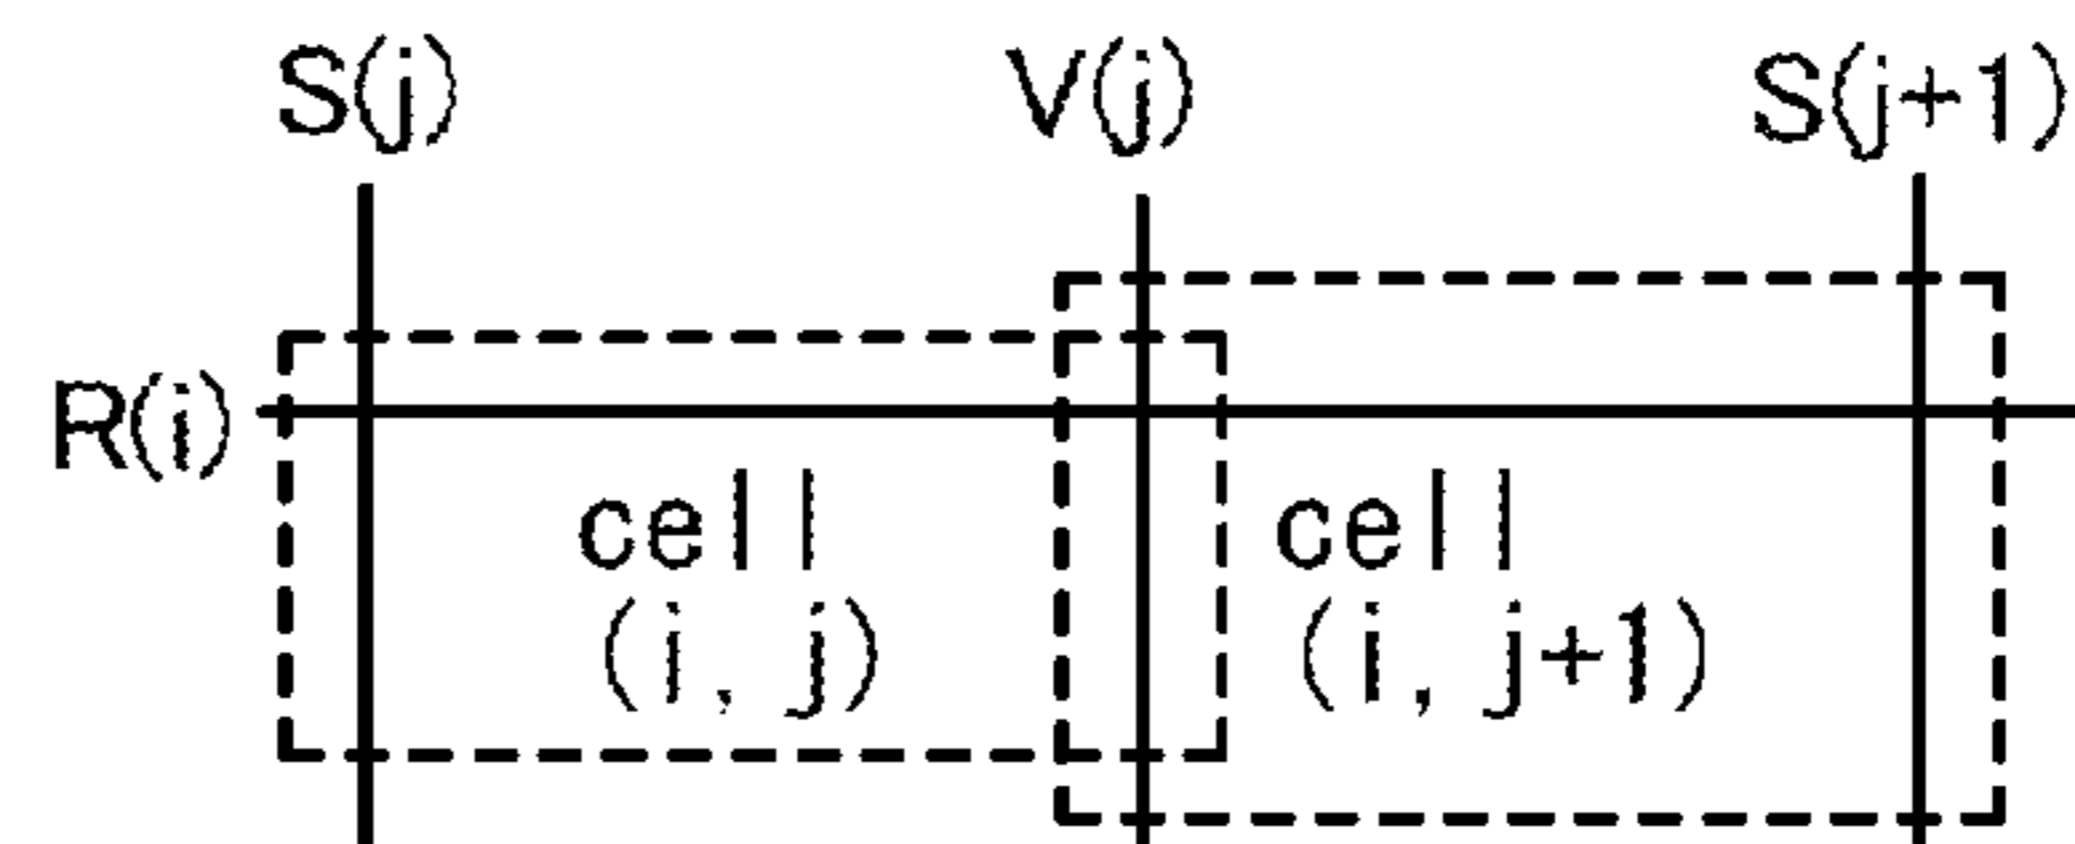 S(j)
V(j)
S(j+1)
R(i)
cell
(i, j)
cell
(i, j+1)